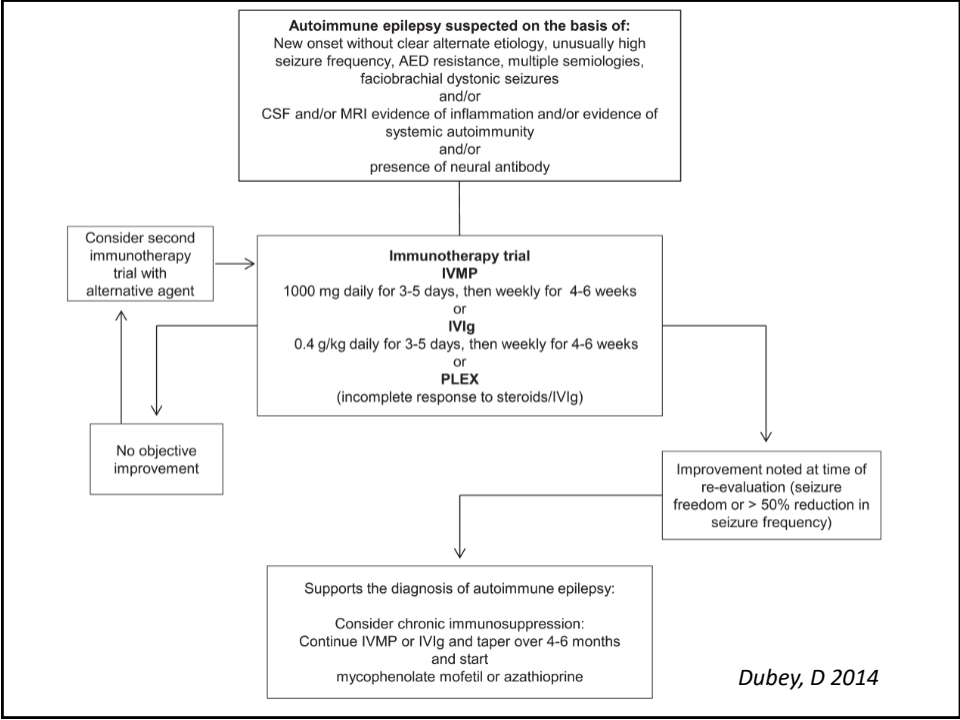 Autoimmune epilepsy suspected on the basis of:
New onset without clear alternate etiology, unusually high
seizure frequency, AED resistance, multiple semiologies,
faciobrachial dystonic seizures
and/or
CSF and/or MRI evidence of inflammation and/or evidence of
systemic autoimmunity
and/or
presence of neural antibody
Consider second
immunotherapy
trial with
alternative agent
Immunotherapy trial
IVMP
1000 mg daily for 3-5 days, then weekly for 4-6 weeks
or
IVIg
0.4 g/kg daily for 3-5 days, then weekly for 4-6 weeks
or
PLEX
(incomplete response to steroids/IVIg)
No objective
improvement
Improvement noted at time of
re-evaluation (seizure
freedom or > 50% reduction in
seizure frequency)
Supports the diagnosis of autoimmune epilepsy:
Consider chronic immunosuppression:
Continue IVMP or IVIg and taper over 4-6 months
and start
mycophenolate mofetil or azathioprine
Dubey, D 2014